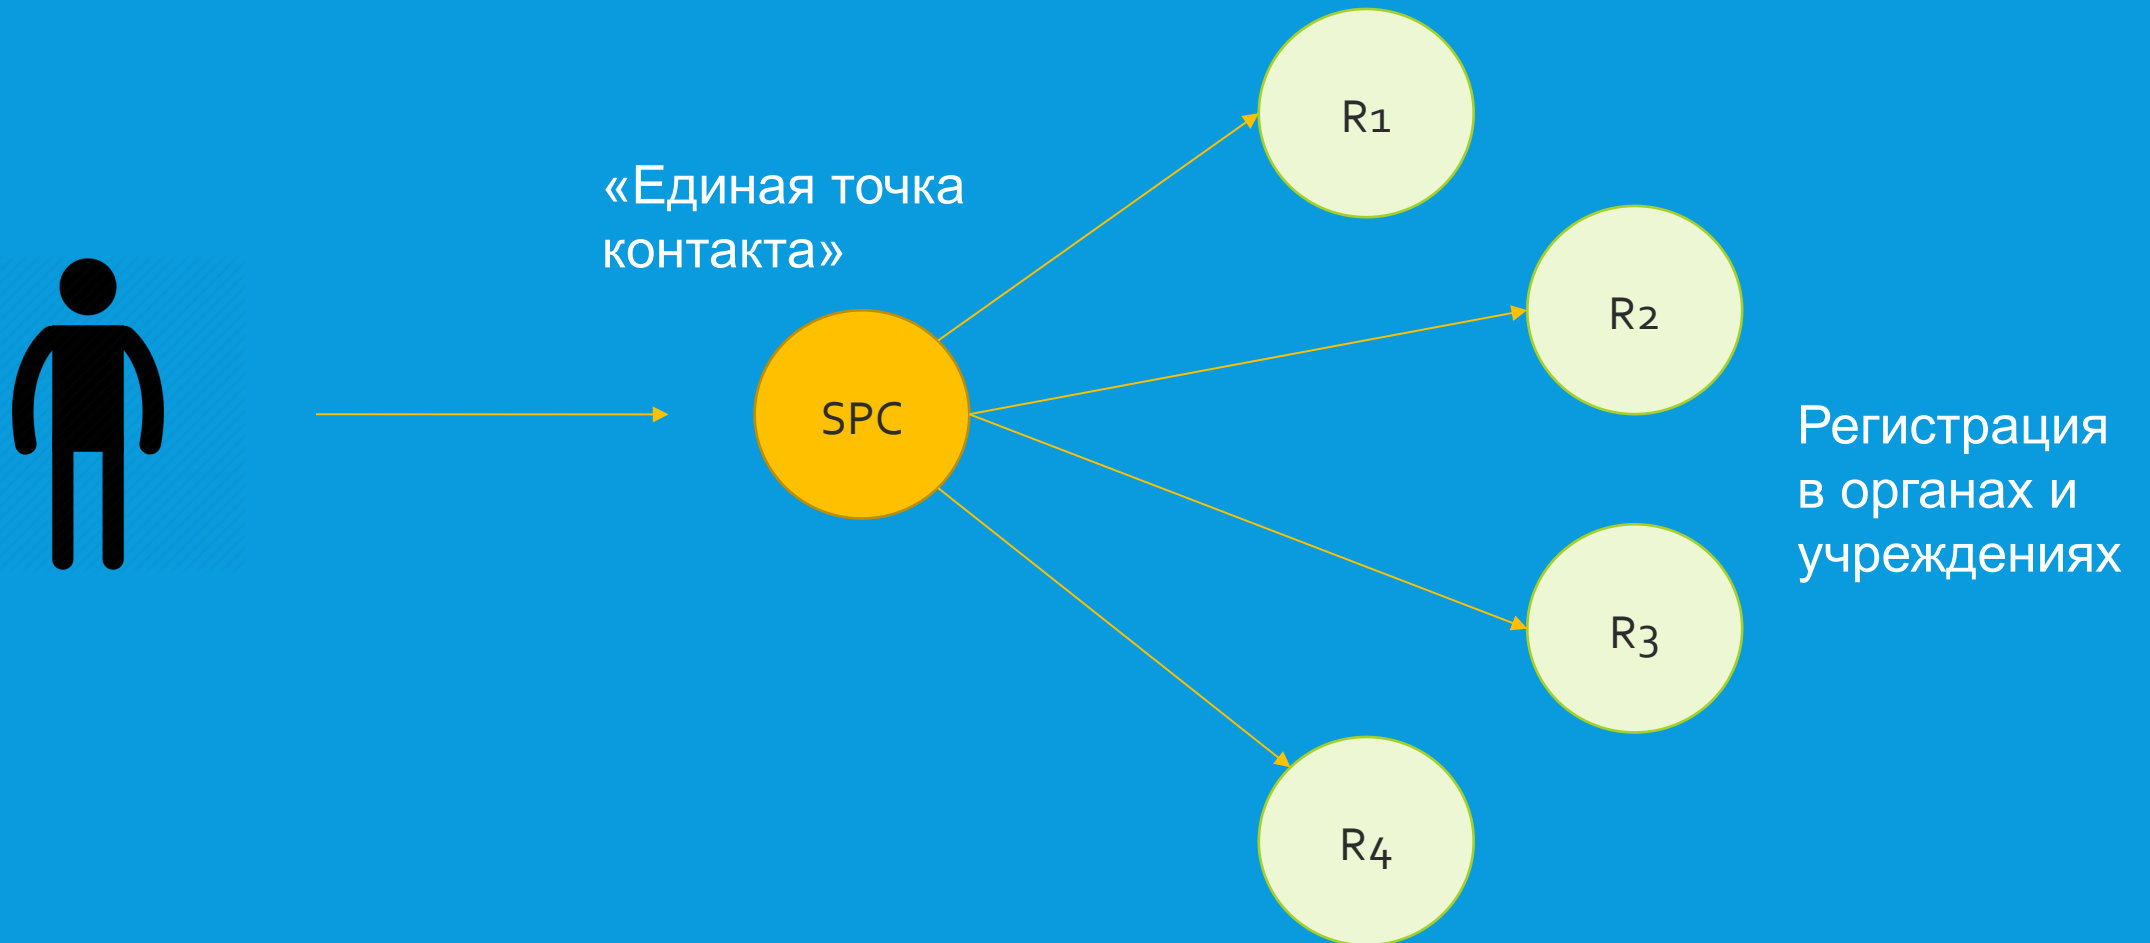 R1
«Единая точка
контакта»
R2
SPC
Регистрация
в органах и
учреждениях
R3
R4